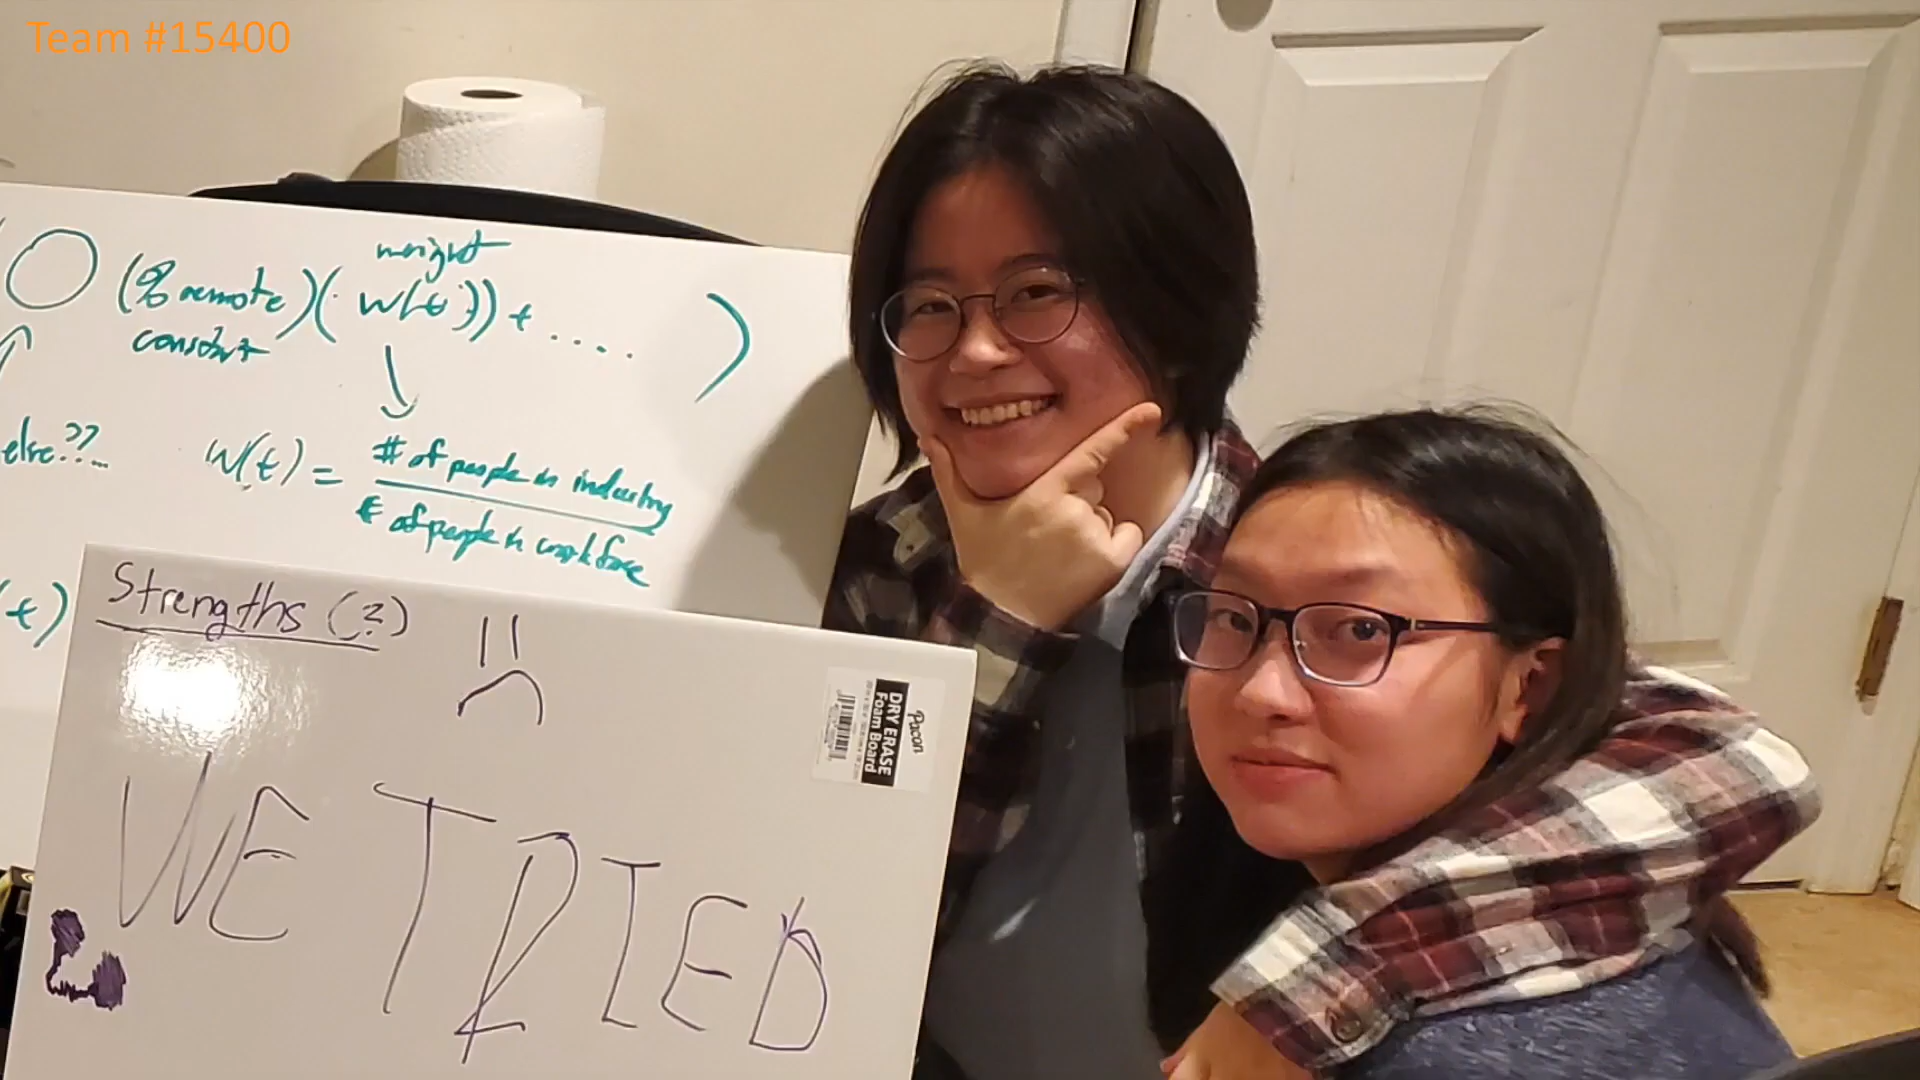 Team #15400
weight
(% remote)( W(t))) + ....)
constant
else??...
W(t) = # of people in industry
# of people in workforce
t)
Strengths (?)
WE TRIED
Pacon
DRY ERASE
Foam Board